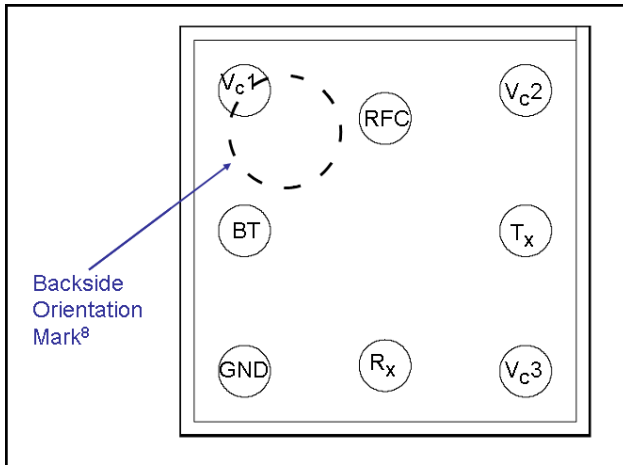 Vc1
Vc2
RFC
BT
Tx
Backside
Orientation
Mark8
GND
Rx
Vc3